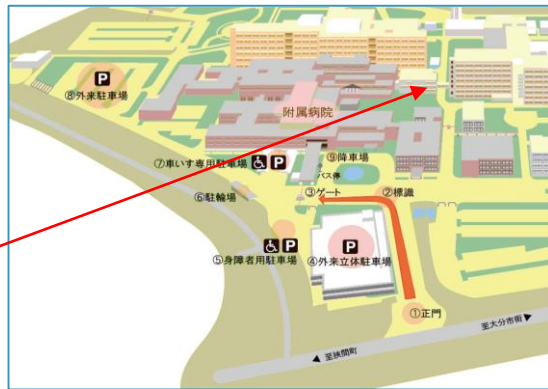 P
⑧外来駐車場
附属病院
⑦車いす専用駐車場 P
⑨降車場
バス停
⑥駐輪場
③ゲート
②標識
P
⑤身障者用駐車場
P
④外来立体駐車場
①正門
至大分市街
至挾間町